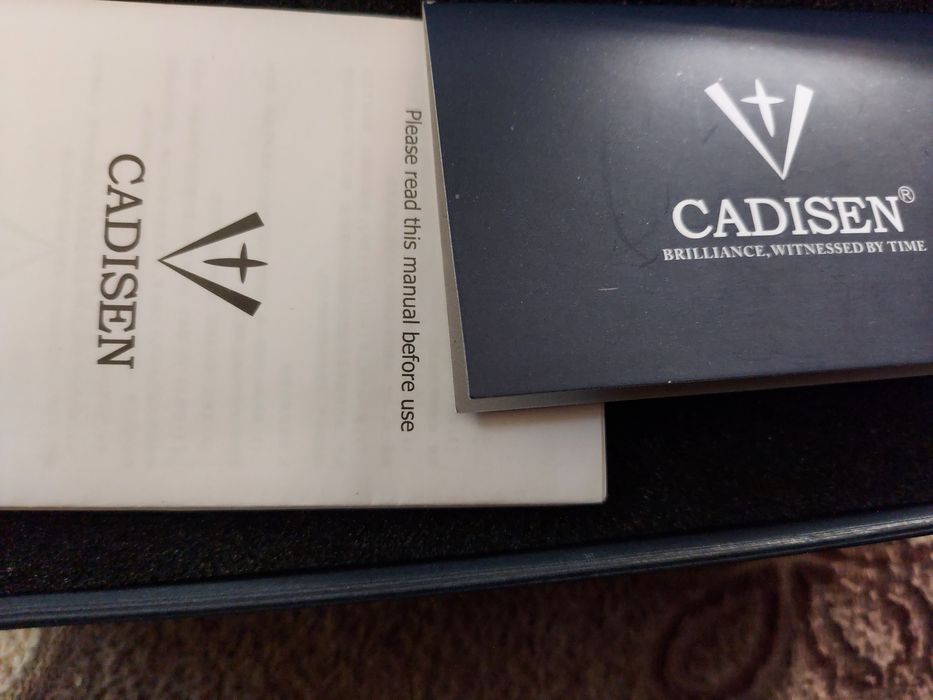 Please read this manual before use
CADISEN
CADISEN®
BRILLIANCE, WITNESSED BY TIME